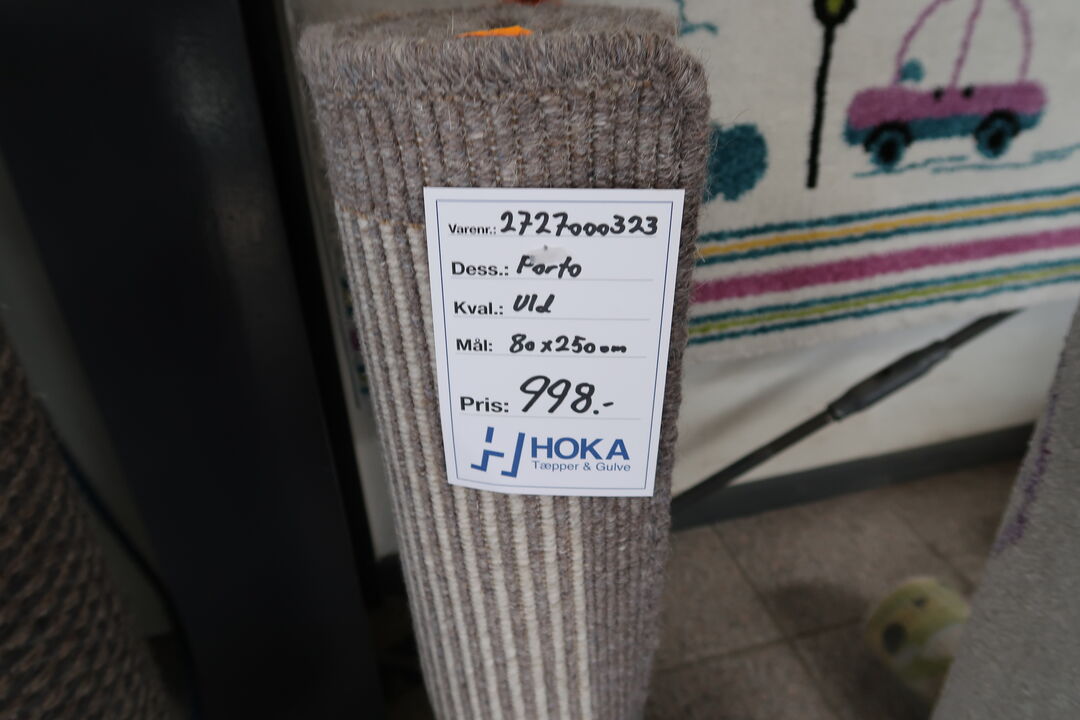 Varenr.: 2727000323
Dess.: Porto
Kval.: Uld
Mål: 80x250cm
Pris: 998.-
HOKA
Tæpper & Gulve